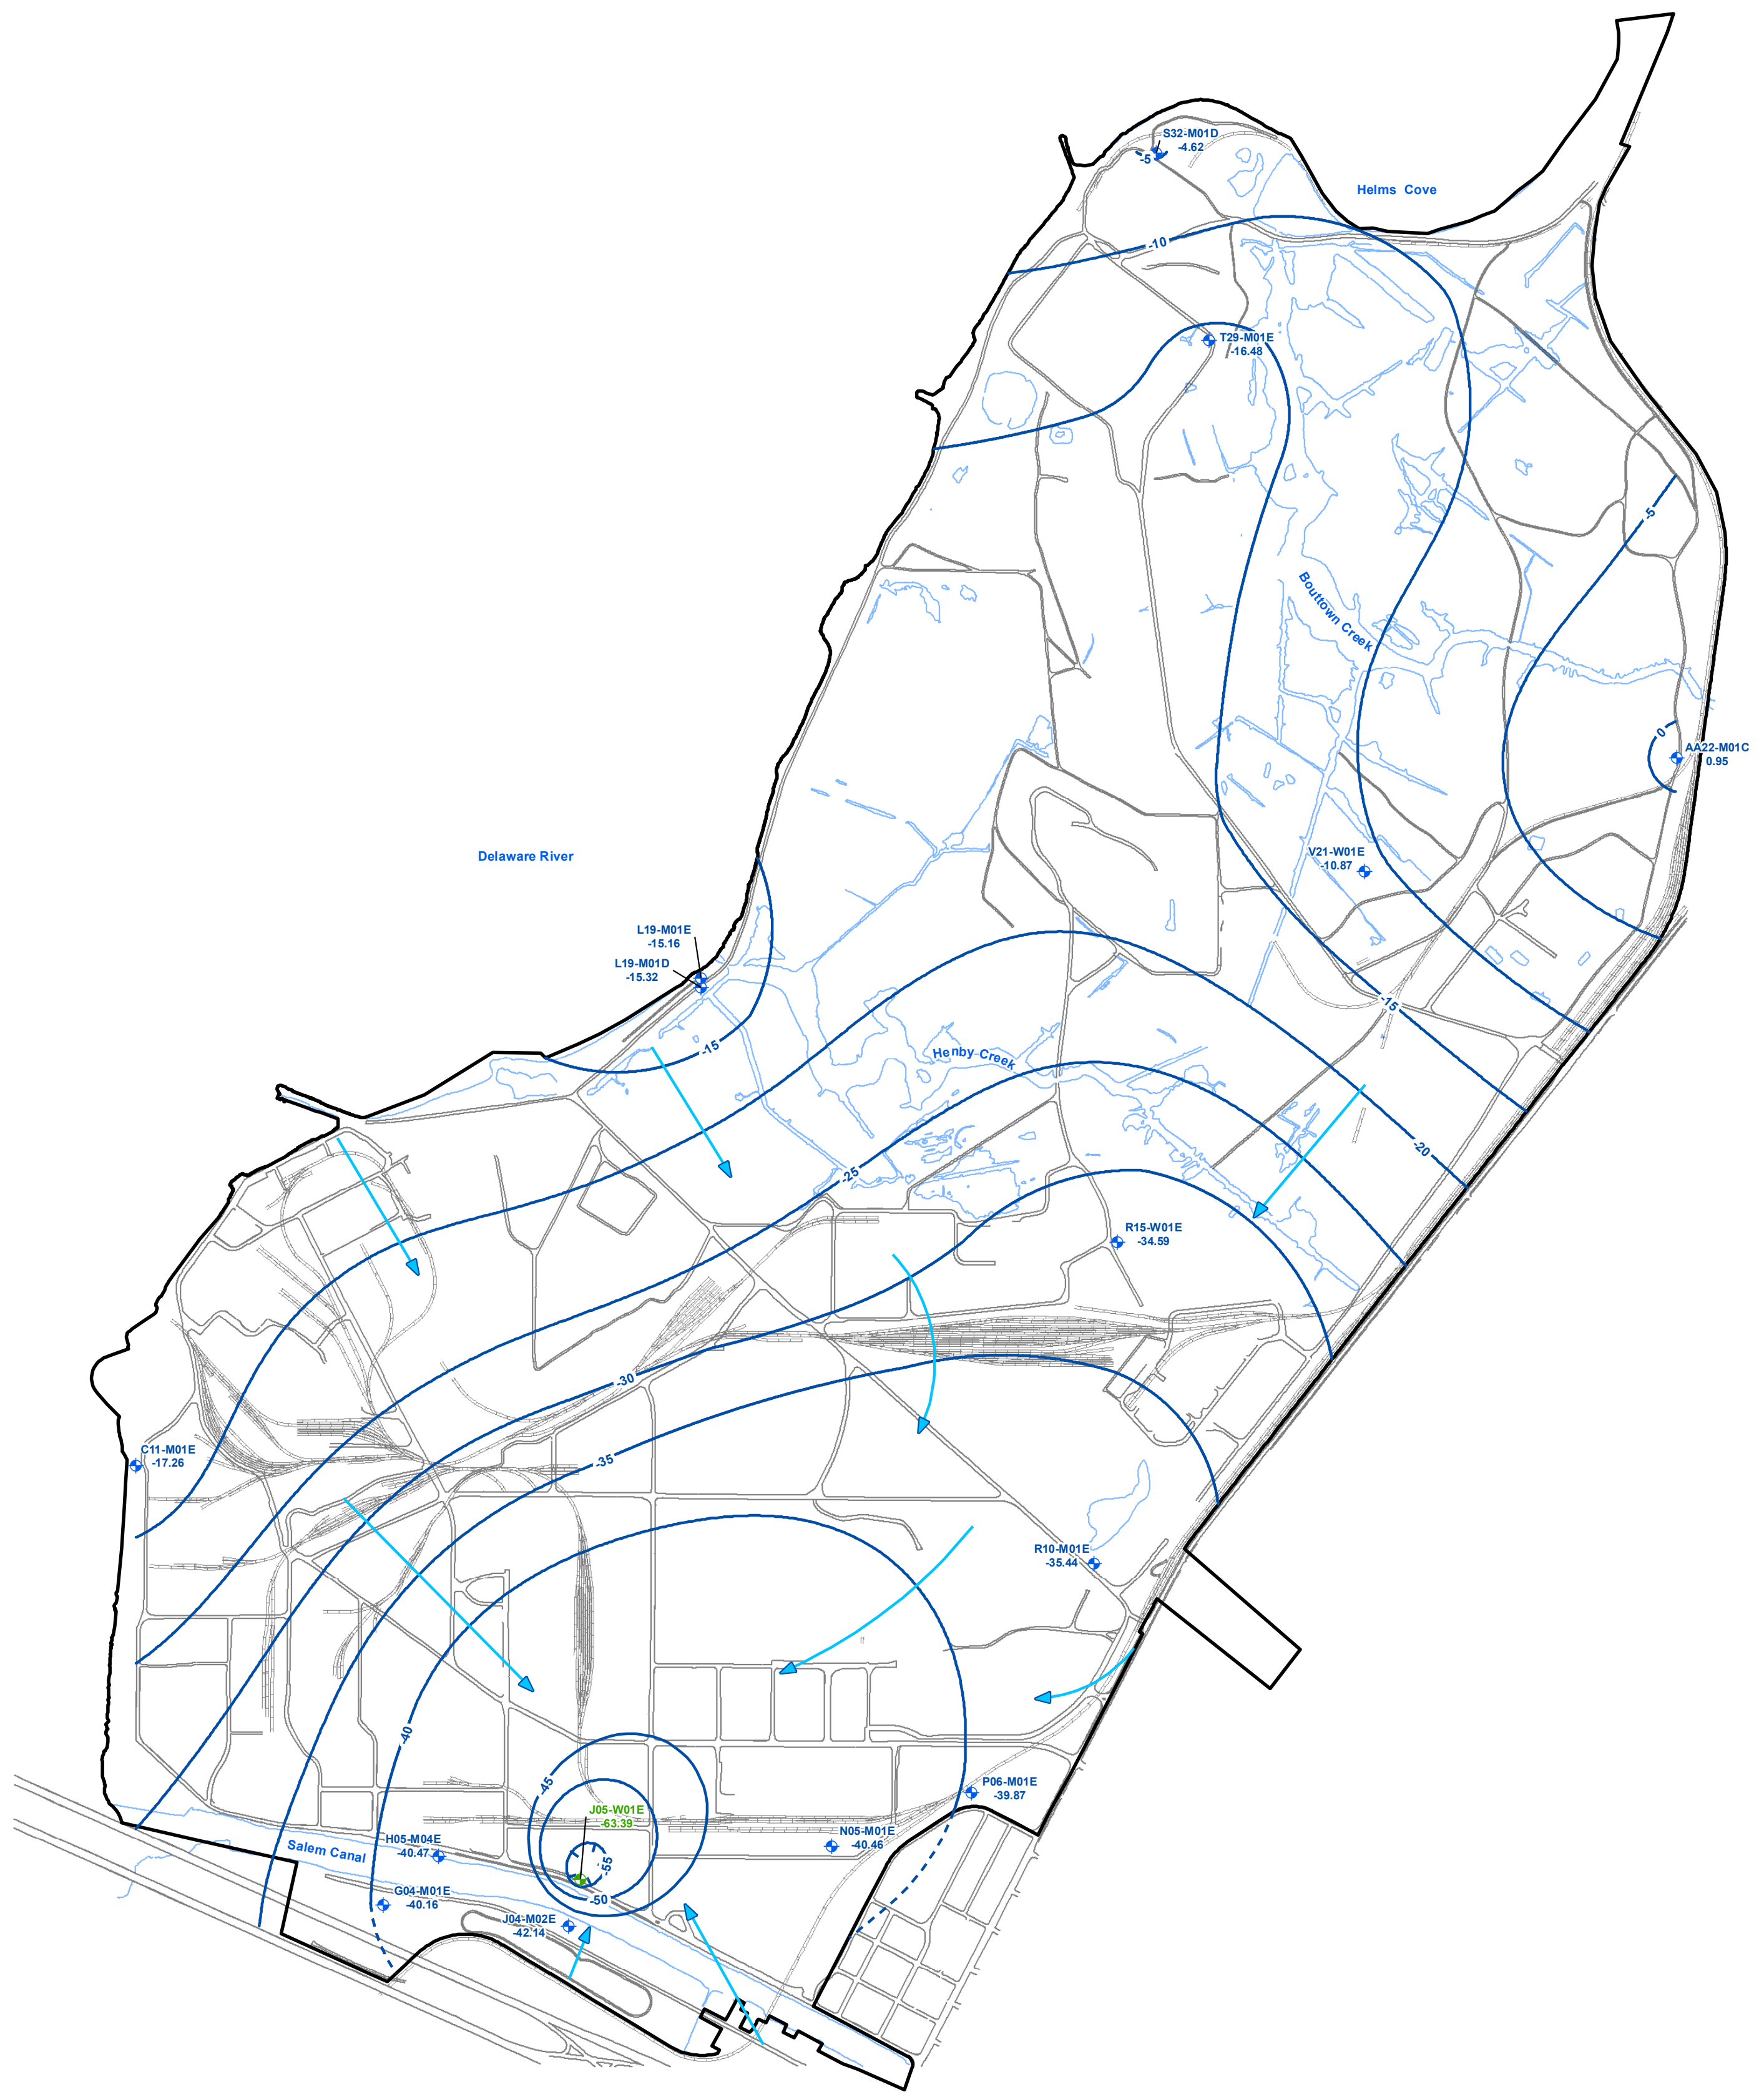 S32-M01D
-4.62
-5
Helms Cove
-10
T29-M01E
-16.48
-5
Bouttown Creek
0
AA22-M01C
0.95
Delaware River
V21-W01E
-10.87
L19-M01E
-15.16
L19-M01D
-15.32
-15
-15
Henby Creek
-20
-25
R15-W01E
-34.59
-30
C11-M01E
-17.26
-35
R10-M01E
-35.44
-40
-45
P06-M01E
-39.87
J05-W01E
-63.39
N05-M01E
-40.46
H05-M04E
-40.47
Salem Canal
-55
G04-M01E
-40.16
-50
J04-M02E
-42.14